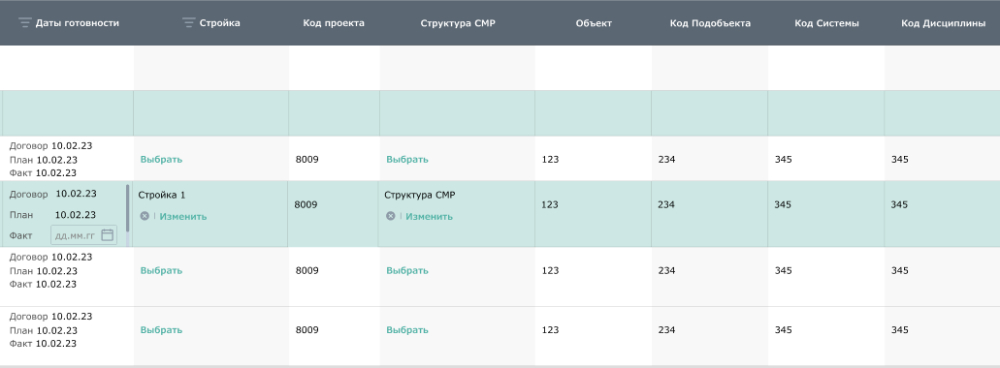 Даты готовности Стройка Код проекта Структура СМР Объект Код Подобъекта Код Системы Код Дисциплины
Договор 10.02.23
План 10.02.23 Выбрать 8009 Выбрать 123 234 345 345
Факт 10.02.23
Договор 10.02.23 Стройка 1 Структура СМР
8009 123 234 345 345
План 10.02.23 Изменить Изменить
Факт дд.мм.гг
Договор 10.02.23
План 10.02.23 Выбрать 8009 Выбрать 123 234 345 345
Факт 10.02.23
Договор 10.02.23
План 10.02.23 Выбрать 8009 Выбрать 123 234 345 345
Факт 10.02.23